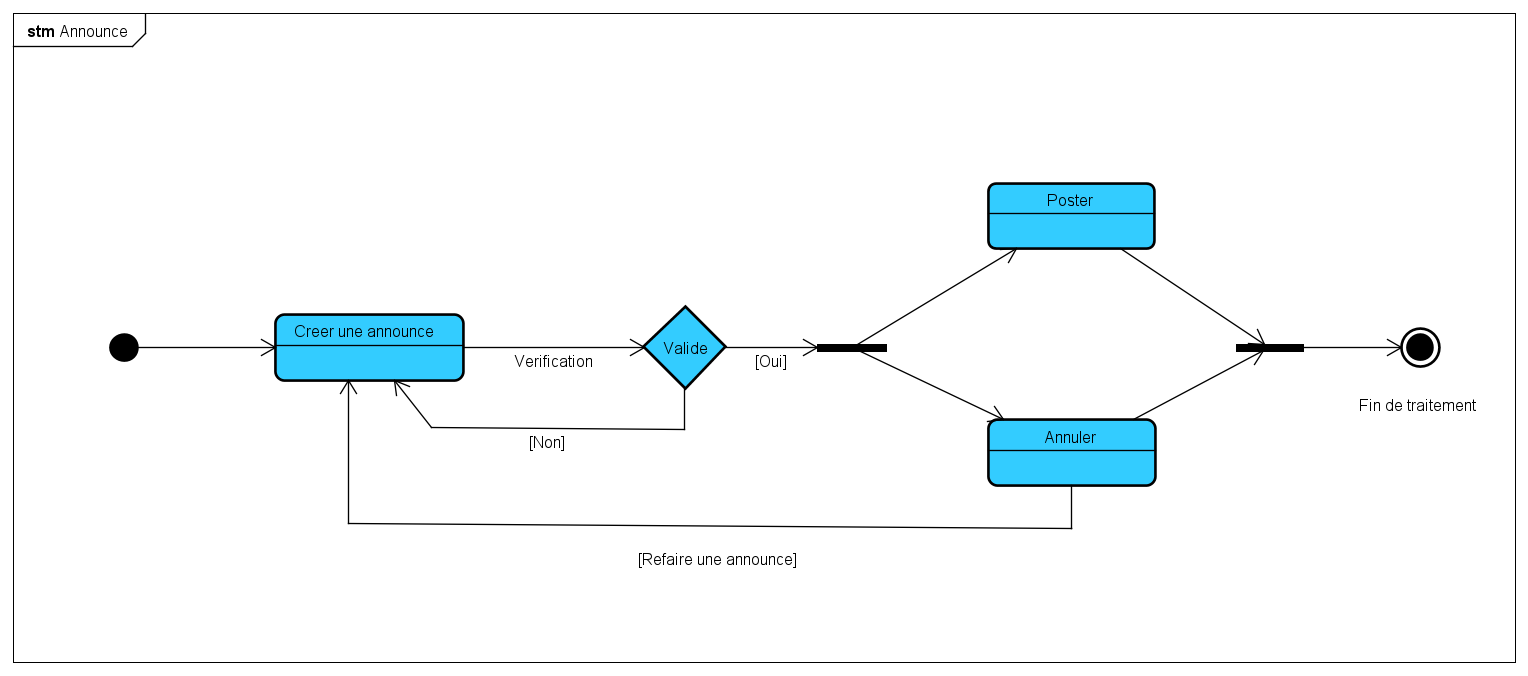 stm Announce
Poster
Creer une announce
Verification
Valide
[Oui]
Fin de traitement
[Non]
Annuler
[Refaire une announce]